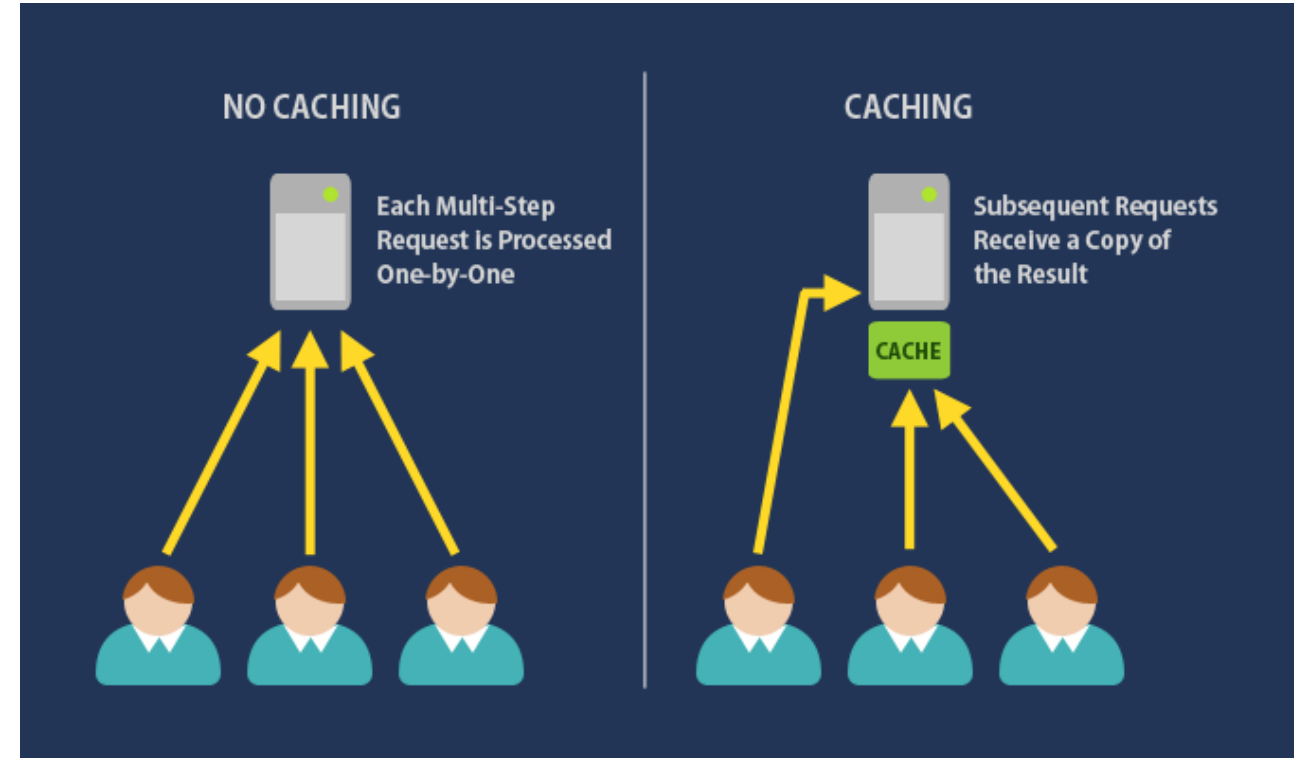 NO CACHING
Each Multi-Step
Request is Processed
One-by-One
CACHING
Subsequent Requests
Receive a Copy of
the Result
CACHE